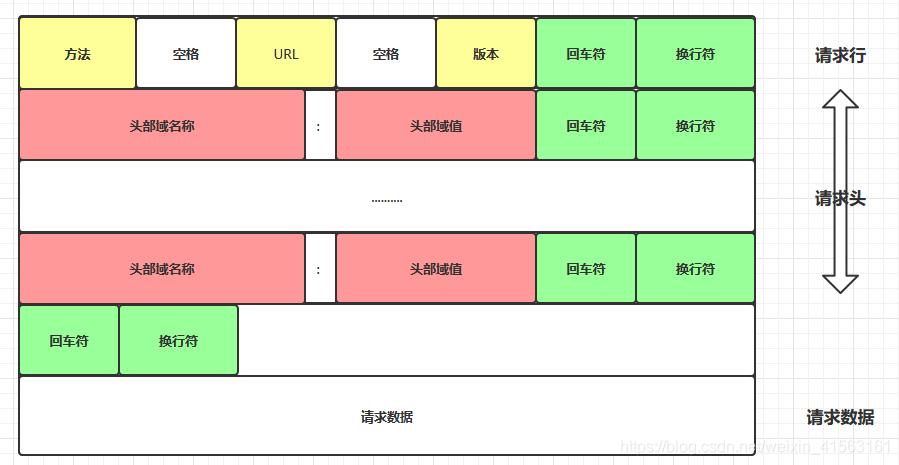 方法 空格 URL 空格 版本 回车符 换行符 请求行
头部域名称 : 头部域值 回车符 换行符
.......... 请求头
头部域名称 : 头部域值 回车符 换行符
回车符 换行符
请求数据 请求数据
https://blog.csdn.net/weixin_41563161